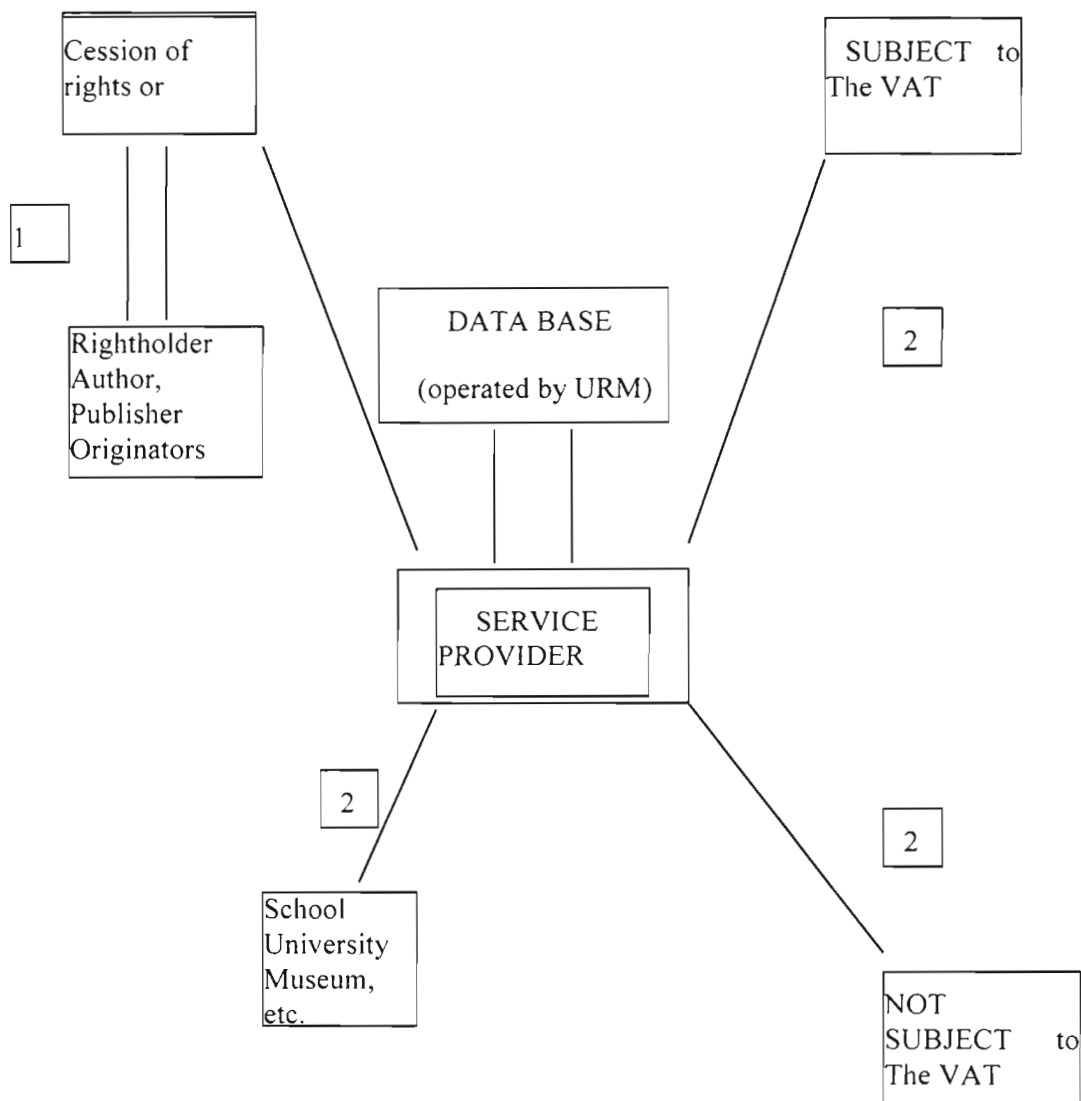 Cession of
rights or
SUBJECT to
The VAT
1
Rightholder
Author,
Publisher
Originators
DATA BASE
(operated by URM)
2
SERVICE
PROVIDER
2
2
School
University
Museum,
etc.
NOT
SUBJECT to
The VAT